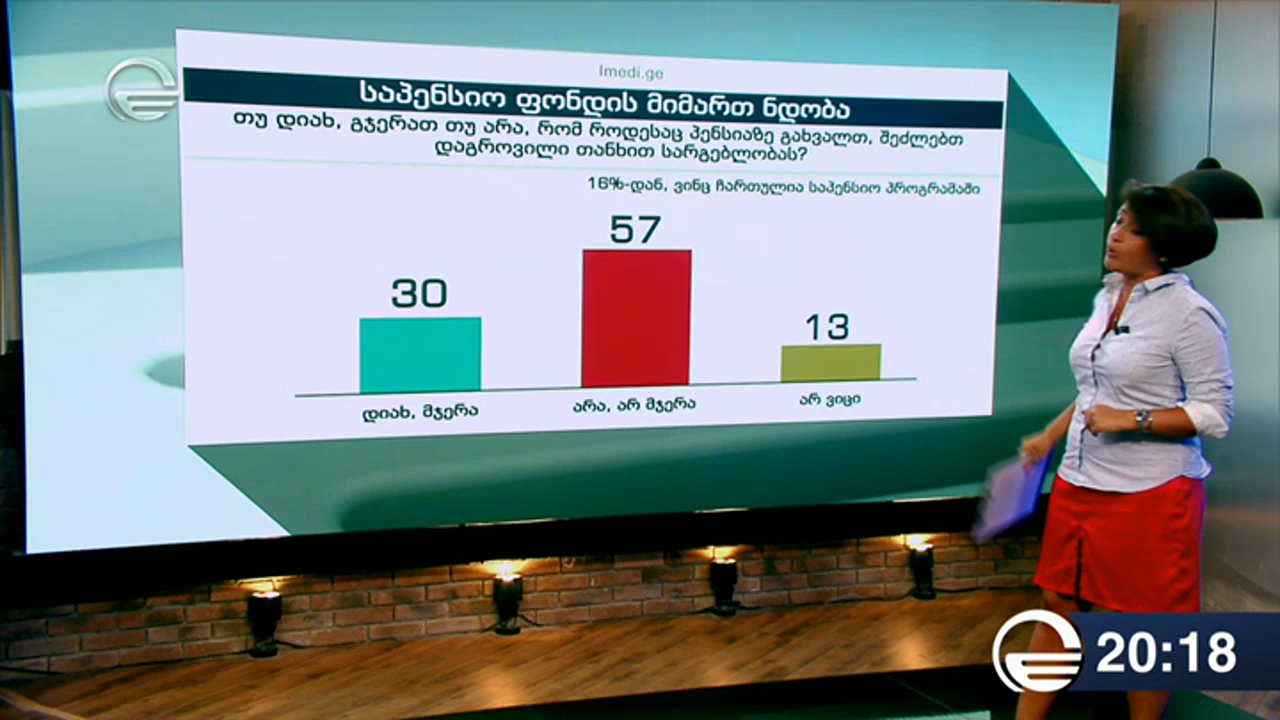 Imedi.ge
საპენსიო ფონდის მიმართ ნდობა
თუ დიახ, გჯერათ თუ არა, რომ როდესაც პენსიაზე გახვალთ, შეძლებთ
დაგროვილი თანხით სარგებლობას?
16%-დან, ვინც ჩართულია საპენსიო პროგრამაში
57
30
13
დიახ, მჯერა
არა, არ მჯერა
არ ვიცი
20:18